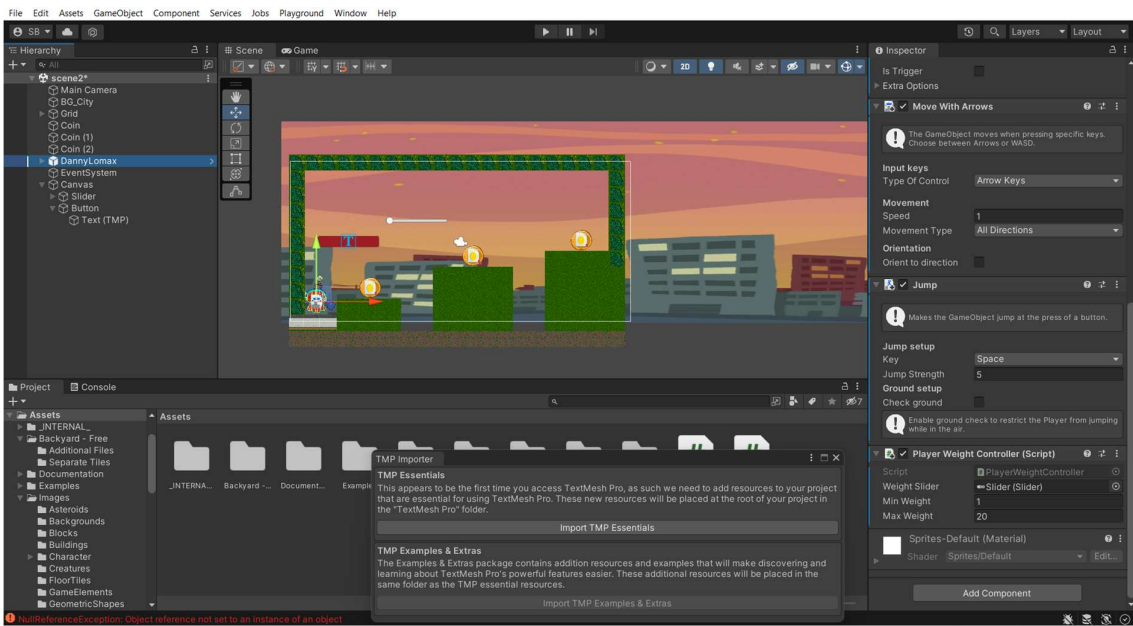 File Edit Assets GameObject Component Services Jobs Playground Window Help
SB Layers Layout
Hierarchy
All
scene2*
Main Camera
BG_City
Grid
Coin
Coin (1)
Coin (2)
DannyLomax
EventSystem
Canvas
Slider
Button
Text (TMP)
Scene Game
2D
Inspector
Is Trigger
Extra Options
Move With Arrows
The GameObject moves when pressing specific keys.
Choose between Arrows or WASD.
Input keys
Type Of Control Arrow Keys
Movement
Speed 1
Movement Type All Directions
Orientation
Orient to direction
Jump
Makes the GameObject jump at the press of a button.
Jump setup
Key Space
Jump Strength 5
Ground setup
Check ground
Enable ground check to restrict the Player from jumping
while in the air.
Player Weight Controller (Script)
Script PlayerWeightController
Weight Slider Slider (Slider)
Min Weight 1
Max Weight 20
Sprites-Default (Material)
Shader Sprites/Default Edit...
Add Component
Project Console
7
Assets
_INTERNAL_
Backyard - Free
Additional Files
Separate Tiles
Documentation
Examples
Images
Asteroids
Backgrounds
Blocks
Buildings
Character
Creatures
FloorTiles
GameElements
GeometricShapes
Assets
_INTERNA... Backyard -... Document... Example
TMP Importer
TMP Essentials
This appears to be the first time you access TextMesh Pro, as such we need to add resources to your project
that are essential for using TextMesh Pro. These new resources will be placed at the root of your project in
the "TextMesh Pro" folder.
Import TMP Essentials
TMP Examples & Extras
The Examples & Extras package contains addition resources and examples that will make discovering and
learning about TextMesh Pro's powerful features easier. These additional resources will be placed in the
same folder as the TMP essential resources.
Import TMP Examples & Extras
NullReferenceException: Object reference not set to an instance of an object